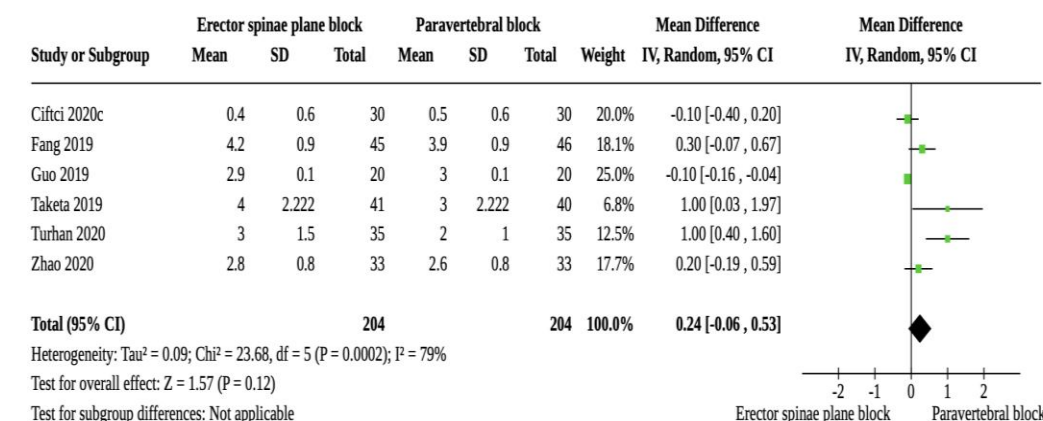 Erector spinae plane block Paravertebral block Mean Difference Mean Difference
Study or Subgroup Mean SD Total Mean SD Total Weight IV, Random, 95% CI IV, Random, 95% CI
Ciftci 2020c 0.4 0.6 30 0.5 0.6 30 20.0% -0.10 [-0.40 , 0.20]
Fang 2019 4.2 0.9 45 3.9 0.9 46 18.1% 0.30 [-0.07 , 0.67]
Guo 2019 2.9 0.1 20 3 0.1 20 25.0% -0.10 [-0.16 , -0.04]
Taketa 2019 4 2.222 41 3 2.222 40 6.8% 1.00 [0.03 , 1.97]
Turhan 2020 3 1.5 35 2 1 35 12.5% 1.00 [0.40 , 1.60]
Zhao 2020 2.8 0.8 33 2.6 0.8 33 17.7% 0.20 [-0.19 , 0.59]
Total (95% CI) 204 204 100.0% 0.24 [-0.06 , 0.53]
Heterogeneity: Tau² = 0.09; Chi² = 23.68, df = 5 (P = 0.0002); I² = 79%
Test for overall effect: Z = 1.57 (P = 0.12)
-2 -1 0 1 2
Test for subgroup differences: Not applicable Erector spinae plane block Paravertebral block